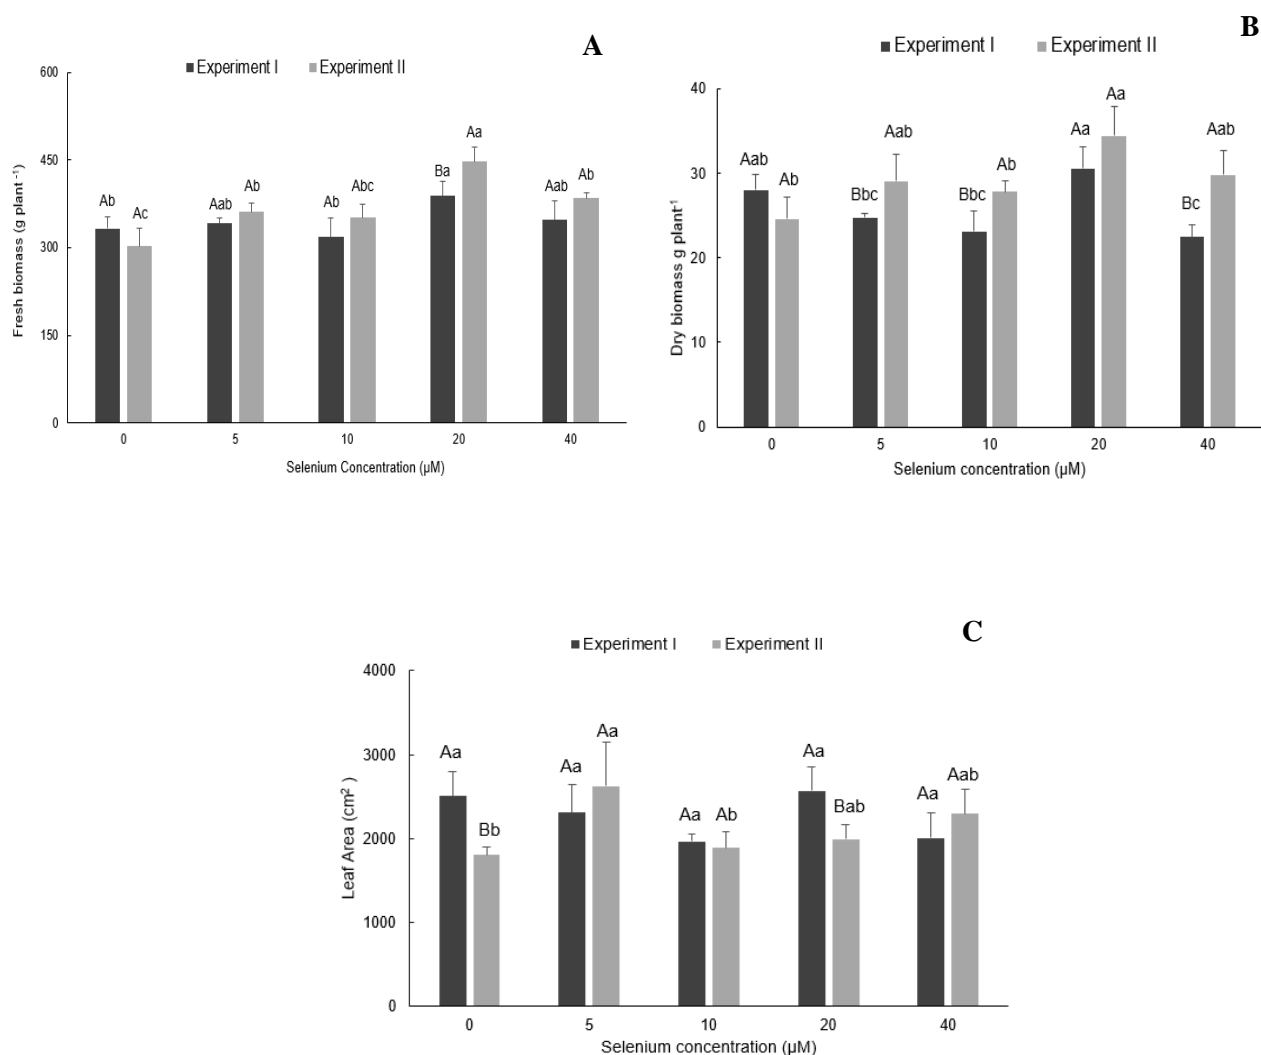 A
Experiment I Experiment II
600
450
300
150
0
Fresh biomass (g plant -1)
Ab Ac Aab Ab Ab Abc Ba Aa Aab Ab
0 5 10 20 40
Selenium Concentration (µM)
B
Experiment I Experiment II
40
30
20
10
0
Dry biomass g plant-1
Aab Ab Bbc Aab Bbc Ab Aa Aa Bc Aab
0 5 10 20 40
Selenium concentration (µM)
C
Experiment I Experiment II
4000
3000
2000
1000
0
Leaf Area (cm2 )
Aa Bb Aa Aa Aa Ab Aa Bab Aa Aab
0 5 10 20 40
Selenium concentration (µM)